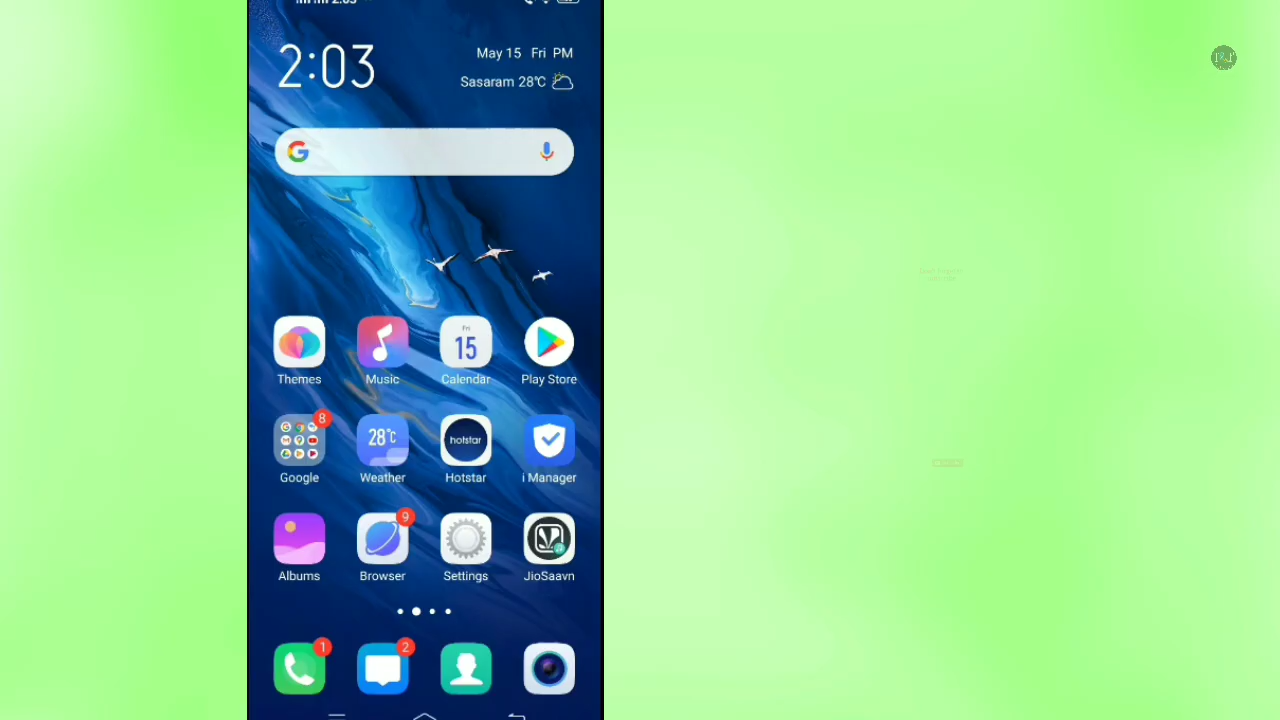 2:03
May 15 Fri PM
Sasaram 28°C
Themes
Music
Fri
15
Calendar
Play Store
8
Google
28°C
Weather
hotstar
Hotstar
i Manager
Albums
9
Browser
Settings
JioSaavn
1
2